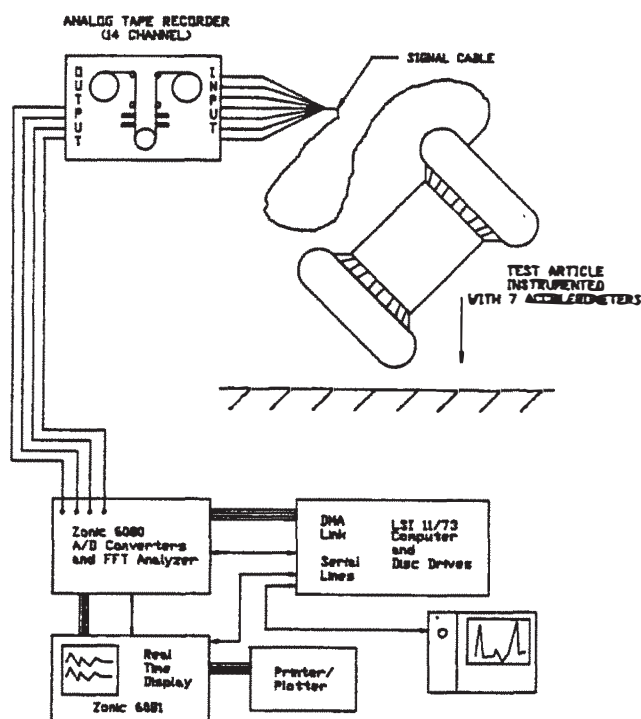 ANALOG TAPE RECORDER
(14 CHANNEL)
OUTPUT
INPUT
SIGNAL CABLE
TEST ARTICLE
INSTRUMENTED
WITH 7 ACCELEROMETERS
Zonic 6080
A/D Converters
and FFT Analyzer
DMA
Link
Serial
Lines
LSI 11/73
Computer
and
Disc Drives
Real
Time
Display
Zonic 6081
Printer/
Plotter